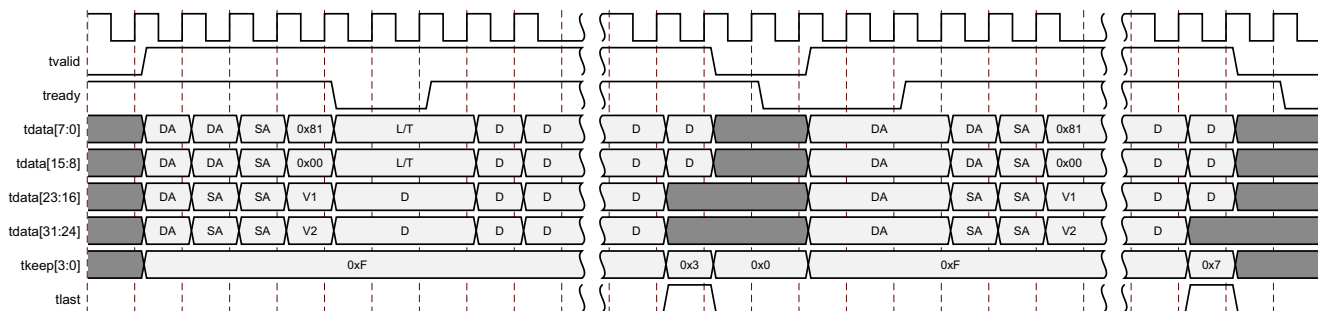 tvalid
tready
tdata[7:0] DA DA SA 0x81 L/T D D D D DA DA SA 0x81 D D
tdata[15:8] DA DA SA 0x00 L/T D D D D DA DA SA 0x00 D D
tdata[23:16] DA SA SA V1 D D D D DA SA SA V1 D D
tdata[31:24] DA SA SA V2 D D D D DA SA SA V2 D
tkeep[3:0] 0xF 0x3 0x0 0xF 0x7
tlast